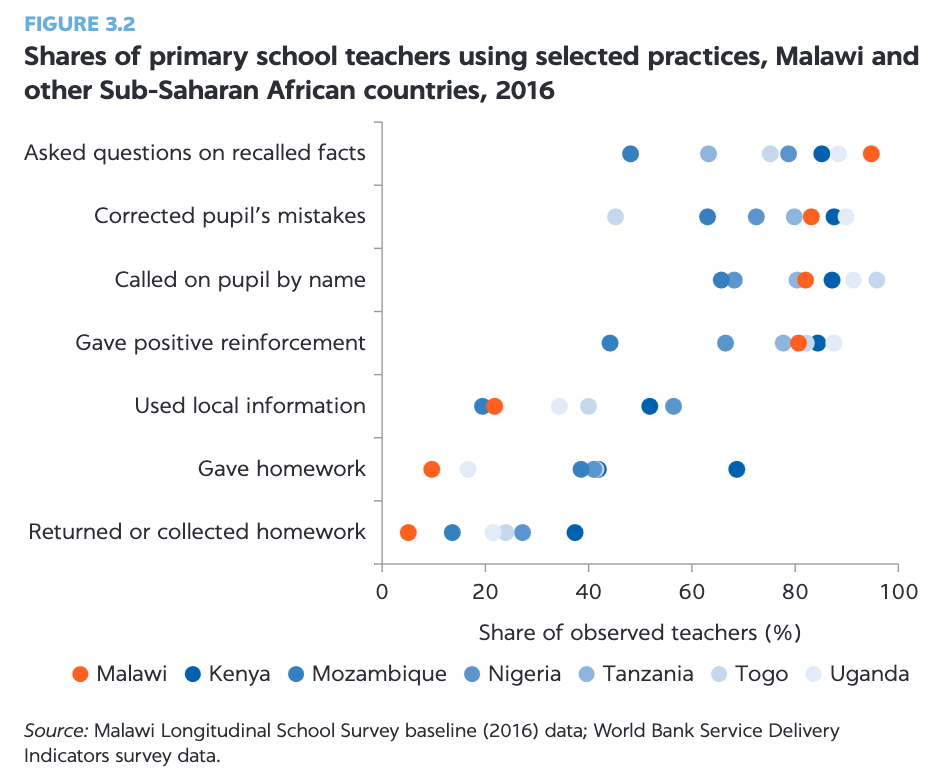 FIGURE 3.2
Shares of primary school teachers using selected practices, Malawi and
other Sub-Saharan African countries, 2016
Asked questions on recalled facts
Corrected pupil’s mistakes
Called on pupil by name
Gave positive reinforcement
Used local information
Gave homework
Returned or collected homework
0 20 40 60 80 100
Share of observed teachers (%)
Malawi Kenya Mozambique Nigeria Tanzania Togo Uganda
Source: Malawi Longitudinal School Survey baseline (2016) data; World Bank Service Delivery
Indicators survey data.